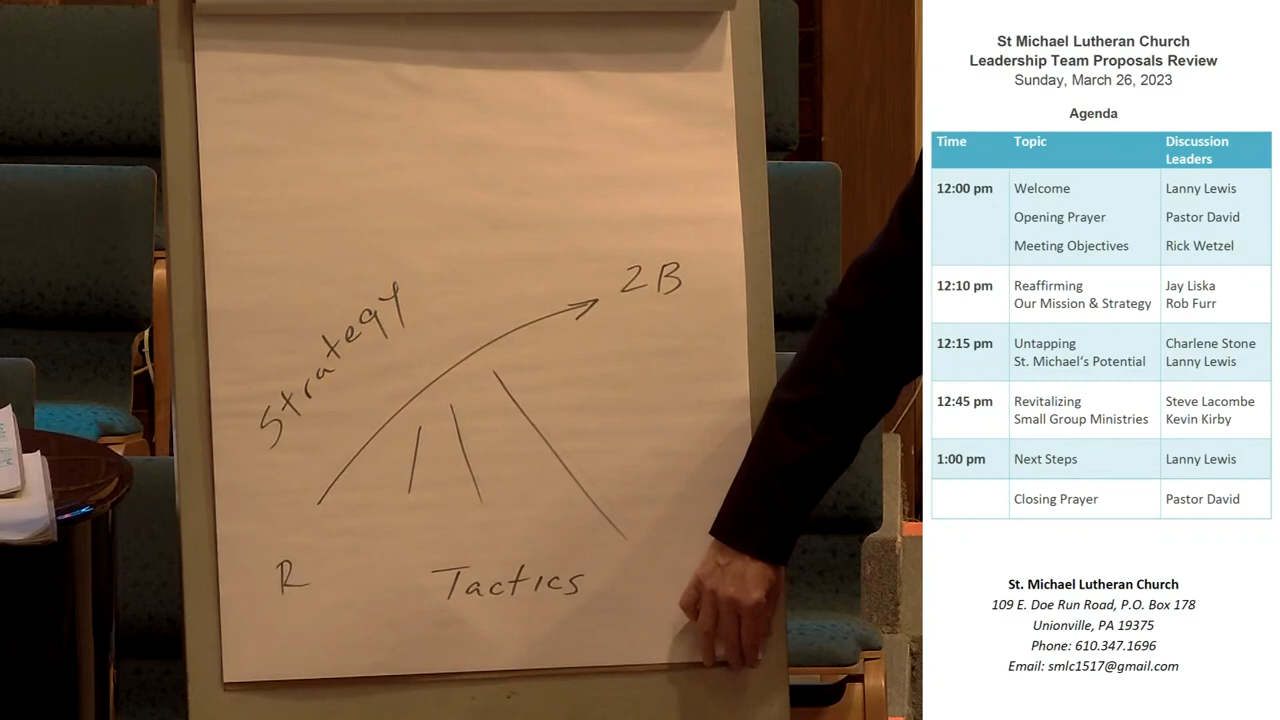 Strategy
2B
R
Tactics
St Michael Lutheran Church
Leadership Team Proposals Review
Sunday, March 26, 2023
Agenda
Time Topic Discussion Leaders
12:00 pm Welcome Lanny Lewis
Opening Prayer Pastor David
Meeting Objectives Rick Wetzel
12:10 pm Reaffirming Jay Liska
Our Mission & Strategy Rob Furr
12:15 pm Untapping Charlene Stone
St. Michael's Potential Lanny Lewis
12:45 pm Revitalizing Steve Lacombe
Small Group Ministries Kevin Kirby
1:00 pm Next Steps Lanny Lewis
Closing Prayer Pastor David
St. Michael Lutheran Church
109 E. Doe Run Road, P.O. Box 178
Unionville, PA 19375
Phone: 610.347.1696
Email: smlc1517@gmail.com